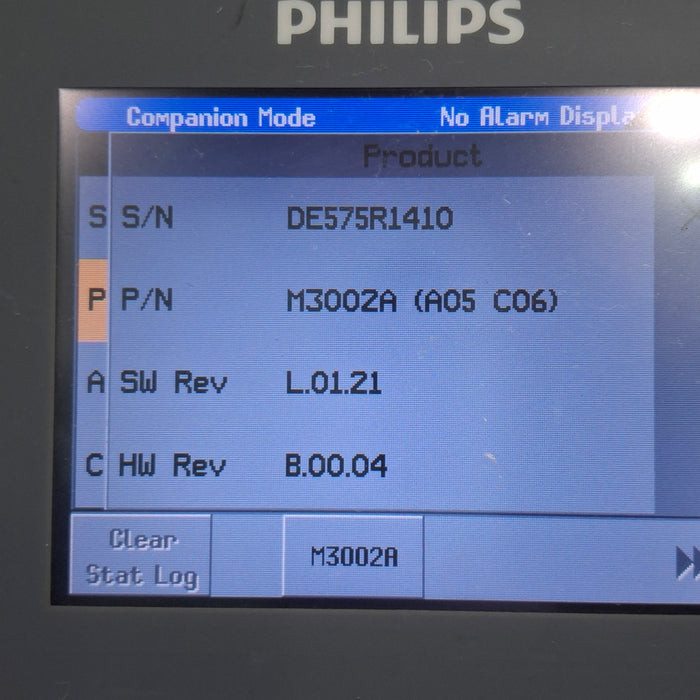 PHILIPS
Companion Mode No Alarm Displa
Product
S S/N DE575R1410
P P/N M3002A (A05 C06)
A SW Rev L.01.21
C HW Rev B.00.04
Clear
Stat Log
M3002A